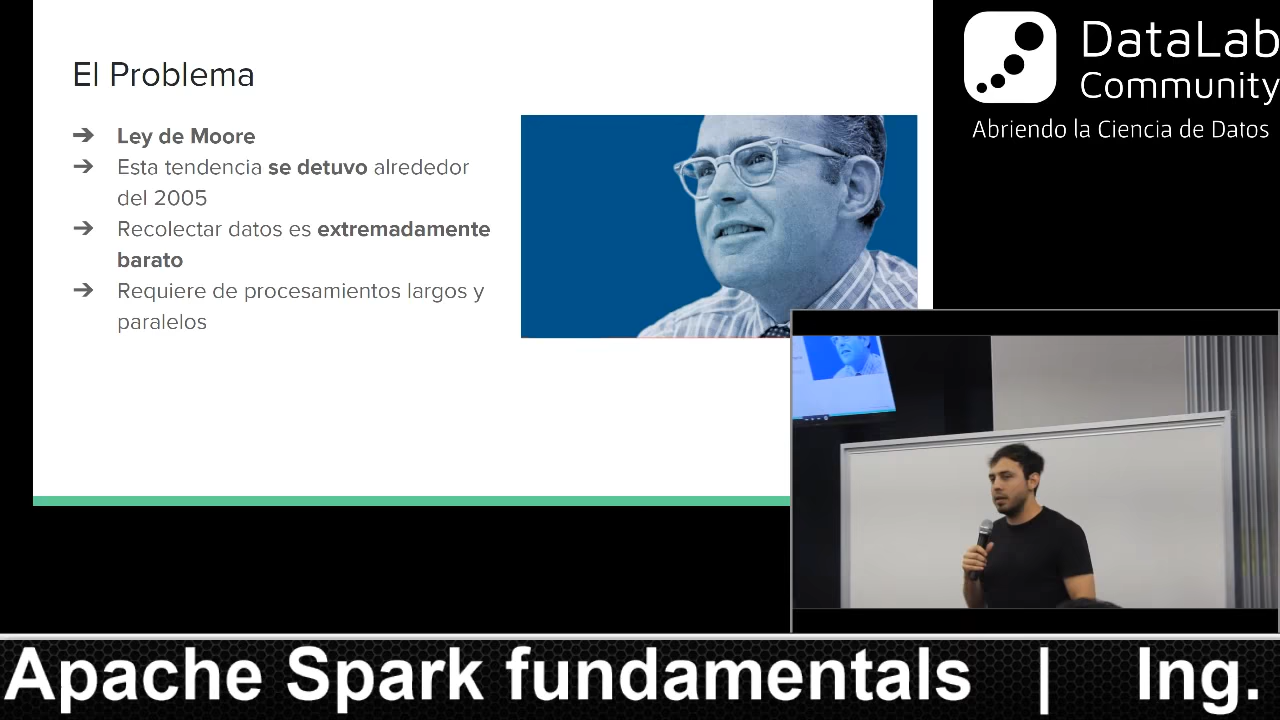 El Problema
➔ Ley de Moore
➔ Esta tendencia se detuvo alrededor
del 2005
➔ Recolectar datos es extremadamente
barato
➔ Requiere de procesamientos largos y
paralelos
DataLab
Community
Abriendo la Ciencia de Datos
Apache Spark fundamentals | Ing.